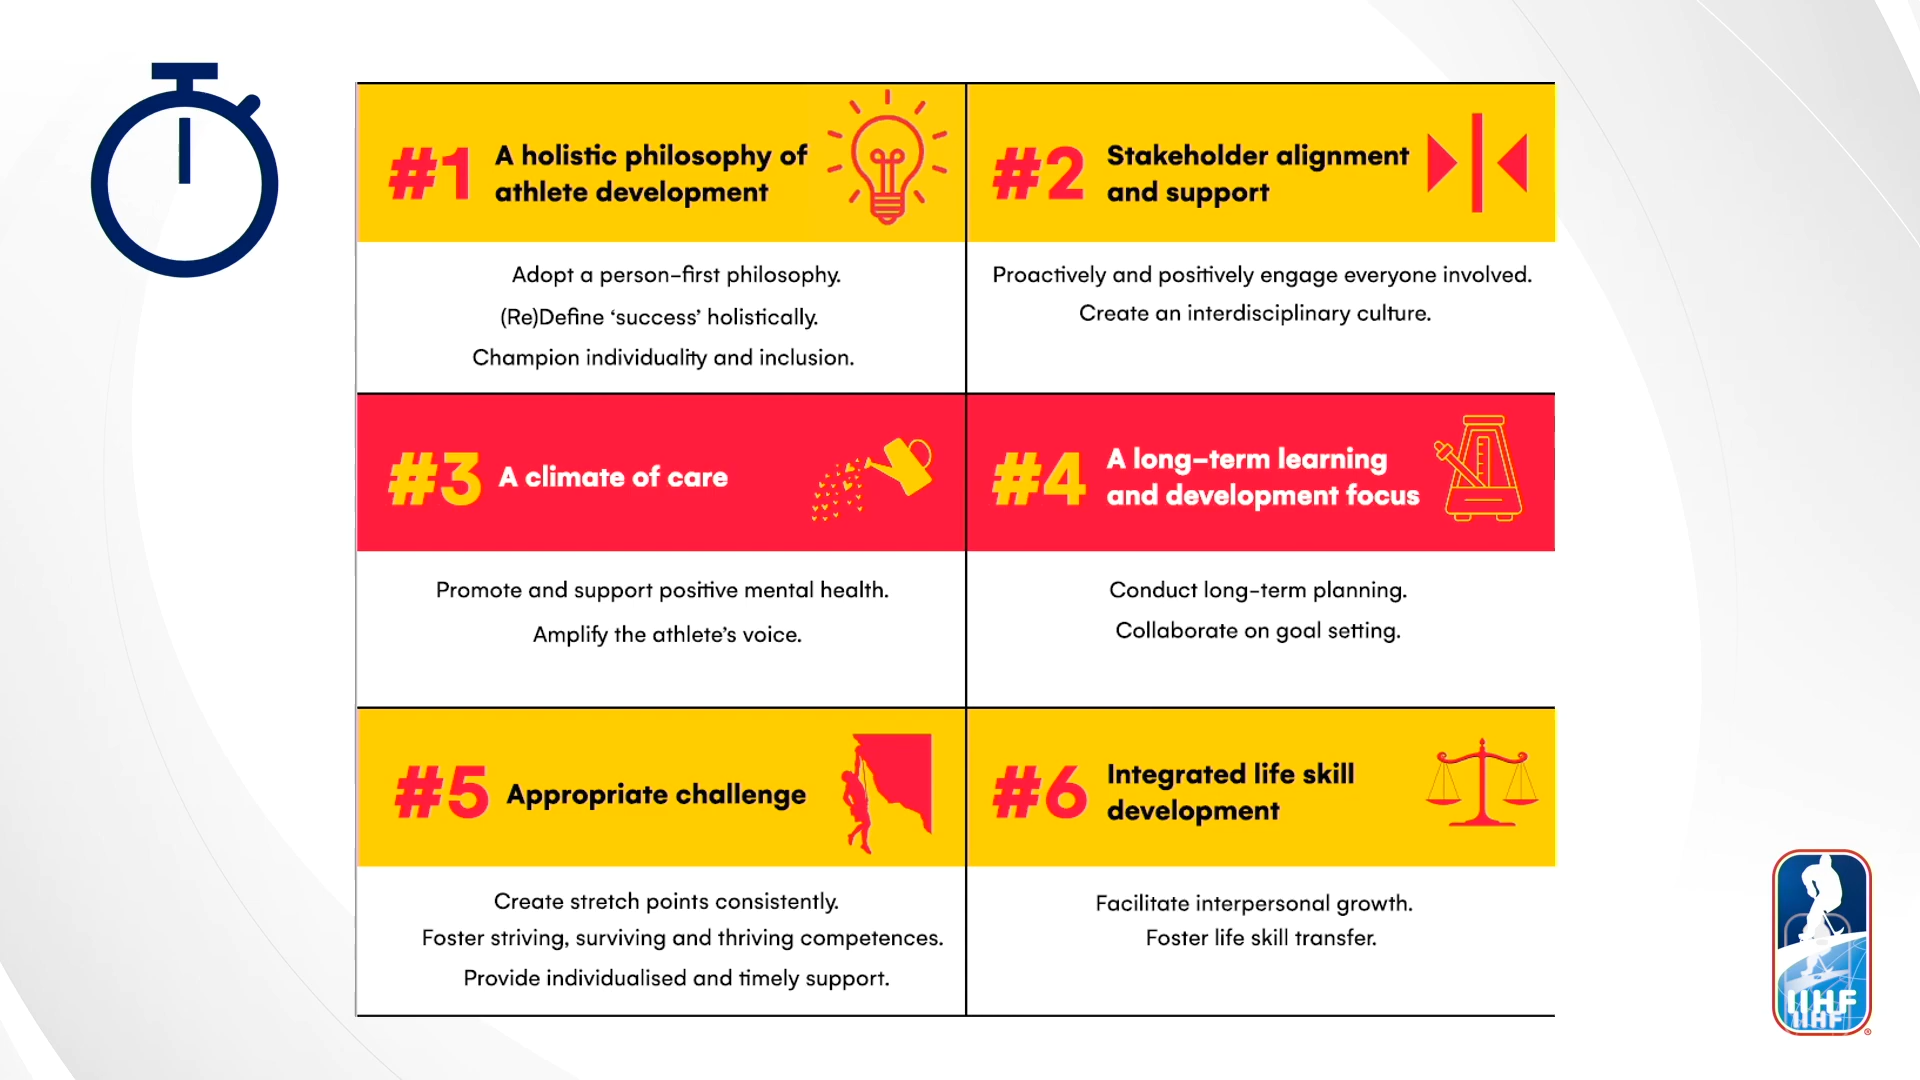 #1 A holistic philosophy of
athlete development
Adopt a person-first philosophy.
(Re)Define ‘success’ holistically.
Champion individuality and inclusion.
#2 Stakeholder alignment
and support
Proactively and positively engage everyone involved.
Create an interdisciplinary culture.
#3 A climate of care
Promote and support positive mental health.
Amplify the athlete’s voice.
#4 A long-term learning
and development focus
Conduct long-term planning.
Collaborate on goal setting.
#5 Appropriate challenge
Create stretch points consistently.
Foster striving, surviving and thriving competences.
Provide individualised and timely support.
#6 Integrated life skill
development
Facilitate interpersonal growth.
Foster life skill transfer.
IIHF
IIHF
®